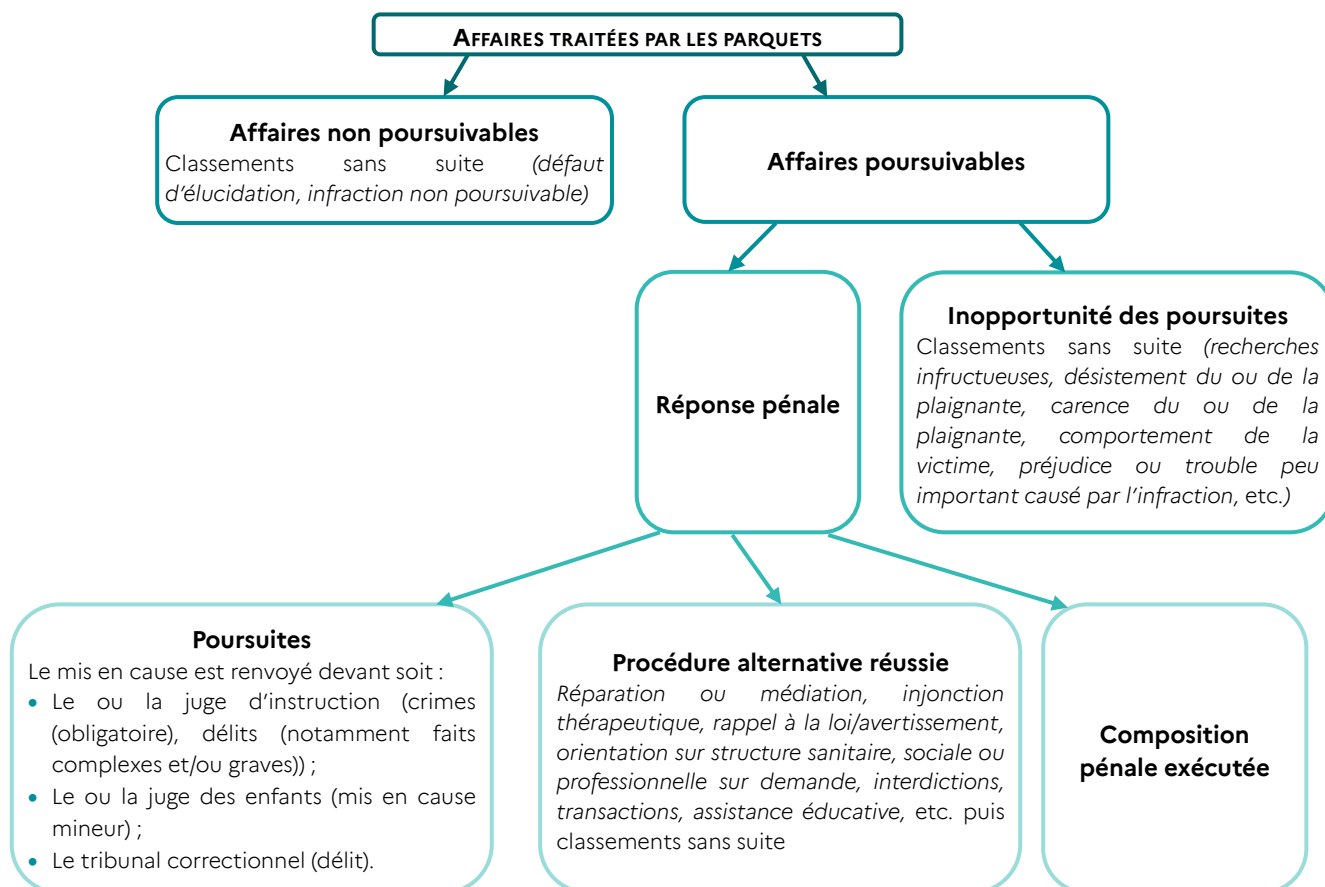 AFFAIRES TRAITÉES PAR LES PARQUETS
Affaires non poursuivables
Classements sans suite (défaut
d’élucidation, infraction non poursuivable)
Affaires poursuivables
Réponse pénale
Inopportunité des poursuites
Classements sans suite (recherches
infructueuses, désistement du ou de la
plaignante, carence du ou de la
plaignante, comportement de la
victime, préjudice ou trouble peu
important causé par l’infraction, etc.)
Poursuites
Le mis en cause est renvoyé devant soit :
• Le ou la juge d’instruction (crimes
(obligatoire), délits (notamment faits
complexes et/ou graves)) ;
• Le ou la juge des enfants (mis en cause
mineur) ;
• Le tribunal correctionnel (délit).
Procédure alternative réussie
Réparation ou médiation, injonction
thérapeutique, rappel à la loi/avertissement,
orientation sur structure sanitaire, sociale ou
professionnelle sur demande, interdictions,
transactions, assistance éducative, etc. puis
classements sans suite
Composition
pénale exécutée